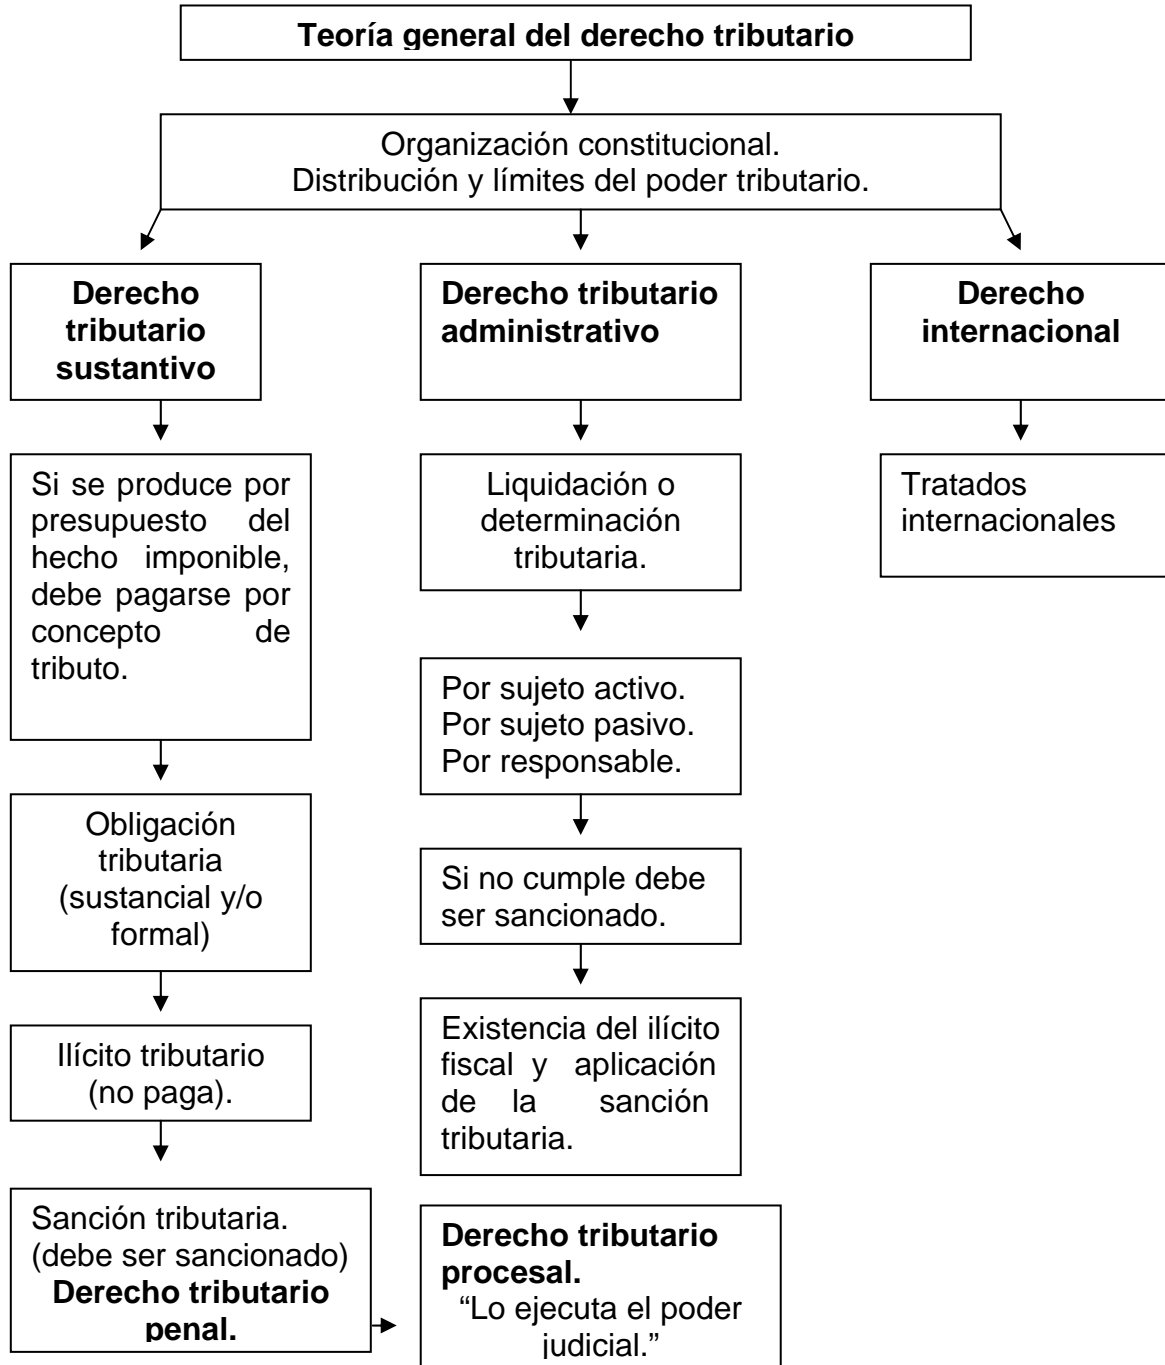 Teoría general del derecho tributario
Organización constitucional.
Distribución y límites del poder tributario.
Derecho
tributario
sustantivo
Derecho tributario
administrativo
Derecho
internacional
Si se produce por
presupuesto del
hecho imponible,
debe pagarse por
concepto de
tributo.
Liquidación o
determinación
tributaria.
Tratados
internacionales
Por sujeto activo.
Por sujeto pasivo.
Por responsable.
Obligación
tributaria
(sustancial y/o
formal)
Si no cumple debe
ser sancionado.
Ilícito tributario
(no paga).
Existencia del ilícito
fiscal y aplicación
de la sanción
tributaria.
Sanción tributaria.
(debe ser sancionado)
Derecho tributario
penal.
Derecho tributario
procesal.
“Lo ejecuta el poder
judicial.”